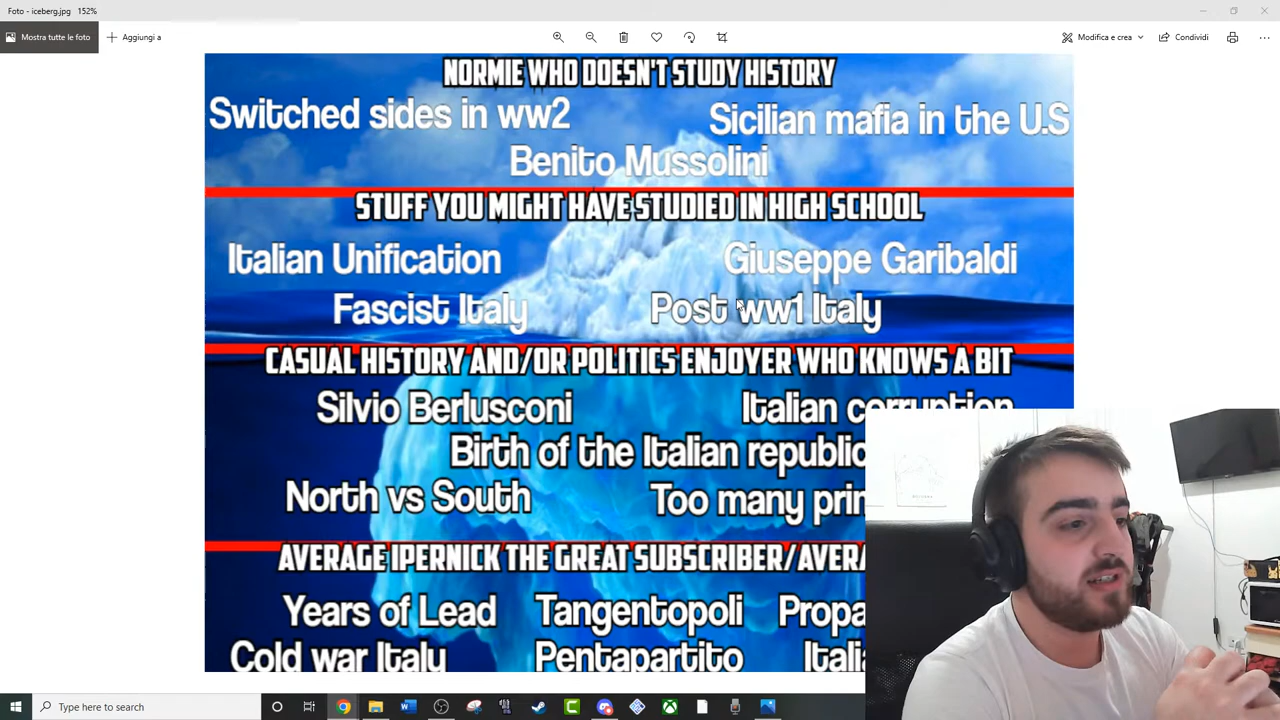 Foto - iceberg.jpg 152%
Mostra tutte le foto
Aggiungi a
Modifica e crea
Condividi
NORMIE WHO DOESN'T STUDY HISTORY
Switched sides in ww2
Sicilian mafia in the U.S
Benito Mussolini
STUFF YOU MIGHT HAVE STUDIED IN HIGH SCHOOL
Italian Unification
Giuseppe Garibaldi
Fascist Italy
Post ww1 Italy
CASUAL HISTORY AND/OR POLITICS ENJOYER WHO KNOWS A BIT
Silvio Berlusconi
Italian corruption
Birth of the Italian republic
North vs South
Too many
AVERAGE IPERNICK THE GREAT SUBSCRIBER/
Years of Lead
Tangentopoli
Cold war Italy
Pentapartito
Type here to search